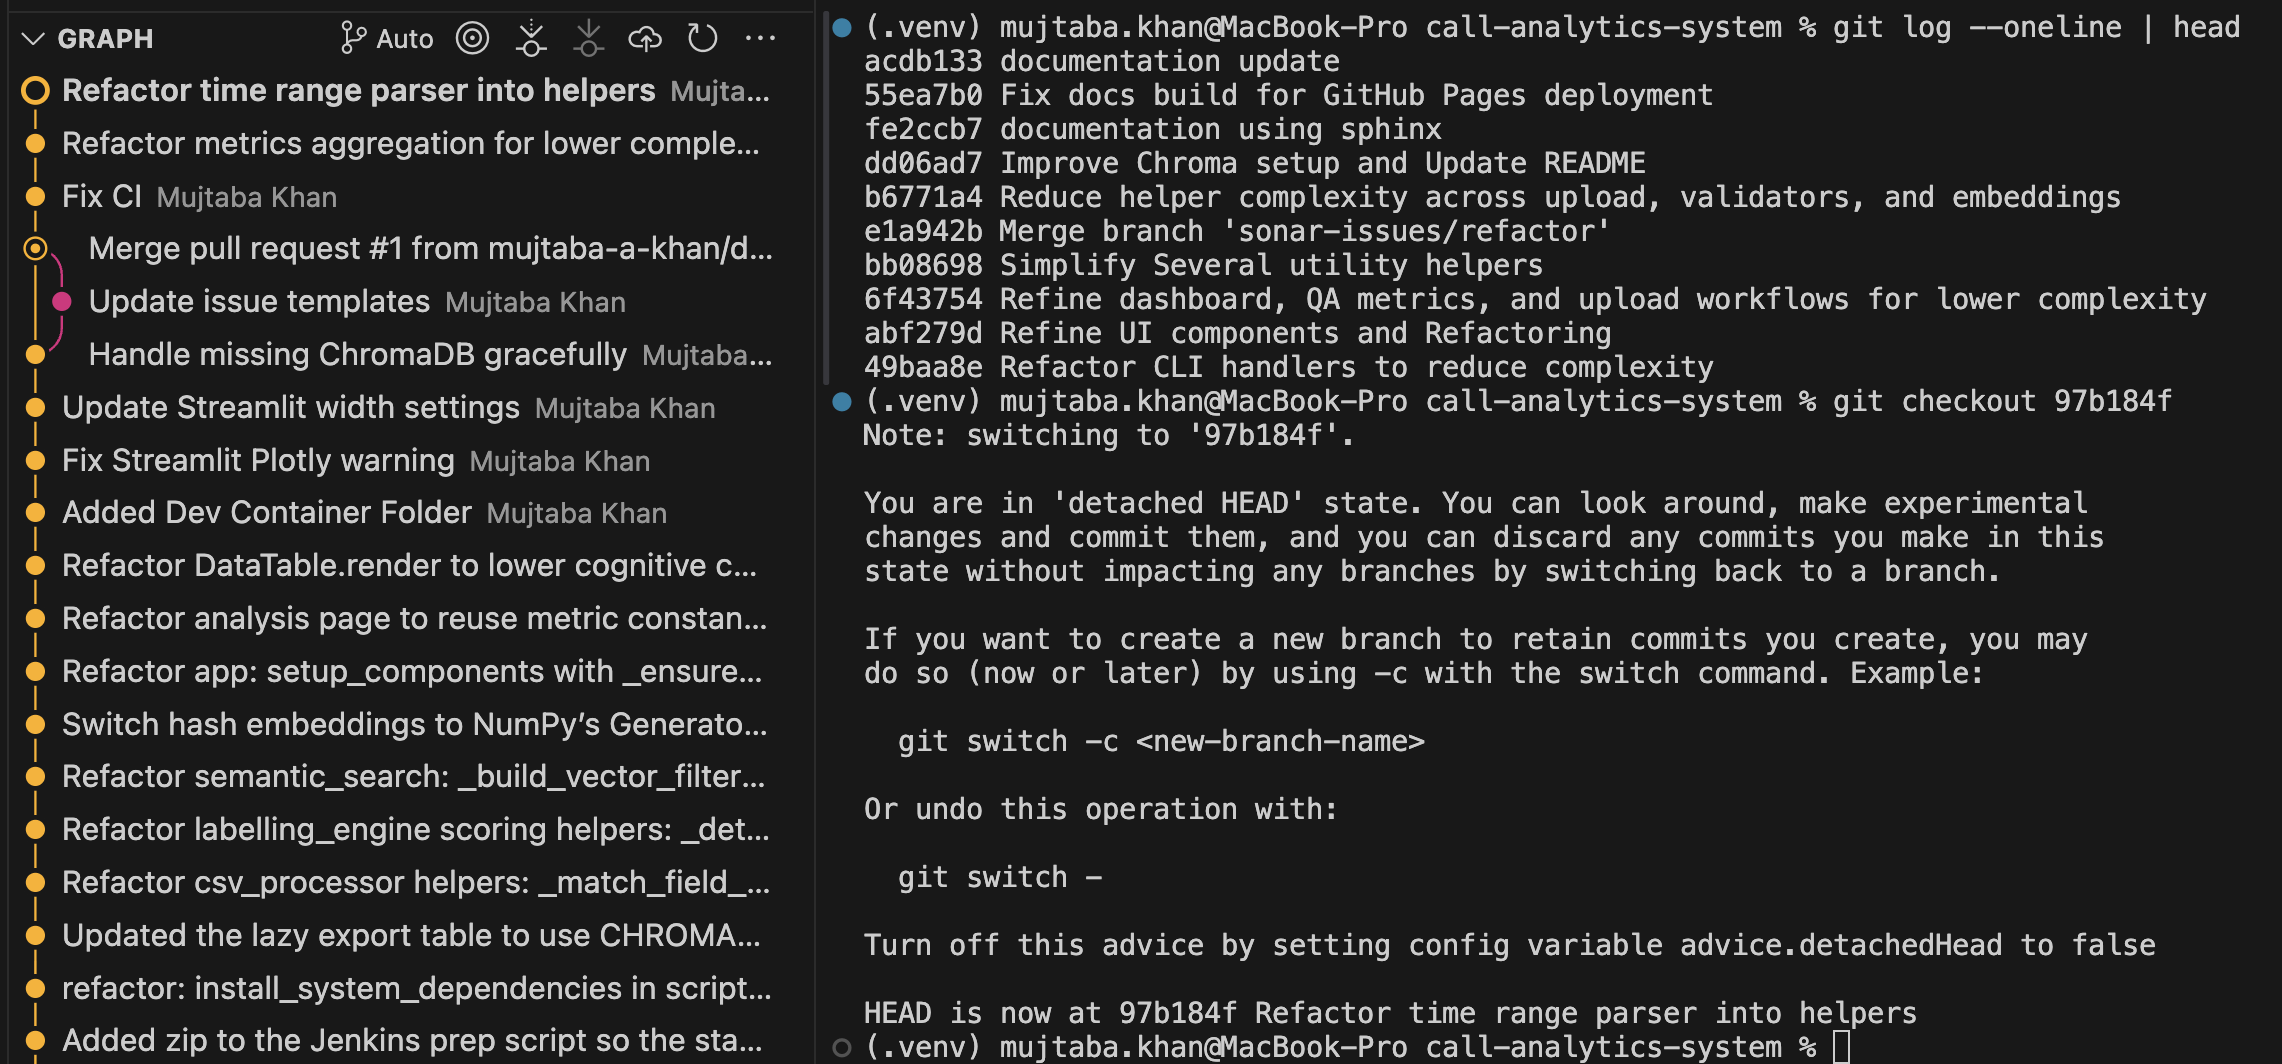 GRAPH
Auto
Refactor time range parser into helpers Mujta...
Refactor metrics aggregation for lower comple...
Fix CI Mujtaba Khan
Merge pull request #1 from mujtaba-a-khan/d...
Update issue templates Mujtaba Khan
Handle missing ChromaDB gracefully Mujtaba...
Update Streamlit width settings Mujtaba Khan
Fix Streamlit Plotly warning Mujtaba Khan
Added Dev Container Folder Mujtaba Khan
Refactor DataTable.render to lower cognitive c...
Refactor analysis page to reuse metric constan...
Refactor app: setup_components with _ensure...
Switch hash embeddings to NumPy’s Generato...
Refactor semantic_search: _build_vector_filter...
Refactor labelling_engine scoring helpers: _det...
Refactor csv_processor helpers: _match_field_...
Updated the lazy export table to use CHROMA...
refactor: install_system_dependencies in script...
Added zip to the Jenkins prep script so the sta...
(.venv) mujtaba.khan@MacBook-Pro call-analytics-system % git log --oneline | head
acdb133 documentation update
55ea7b0 Fix docs build for GitHub Pages deployment
fe2ccb7 documentation using sphinx
dd06ad7 Improve Chroma setup and Update README
b6771a4 Reduce helper complexity across upload, validators, and embeddings
e1a942b Merge branch 'sonar-issues/refactor'
bb08698 Simplify Several utility helpers
6f43754 Refine dashboard, QA metrics, and upload workflows for lower complexity
abf279d Refine UI components and Refactoring
49baa8e Refactor CLI handlers to reduce complexity
(.venv) mujtaba.khan@MacBook-Pro call-analytics-system % git checkout 97b184f
Note: switching to '97b184f'.
You are in 'detached HEAD' state. You can look around, make experimental
changes and commit them, and you can discard any commits you make in this
state without impacting any branches by switching back to a branch.
If you want to create a new branch to retain commits you create, you may
do so (now or later) by using -c with the switch command. Example:
git switch -c <new-branch-name>
Or undo this operation with:
git switch -
Turn off this advice by setting config variable advice.detachedHead to false
HEAD is now at 97b184f Refactor time range parser into helpers
(.venv) mujtaba.khan@MacBook-Pro call-analytics-system %